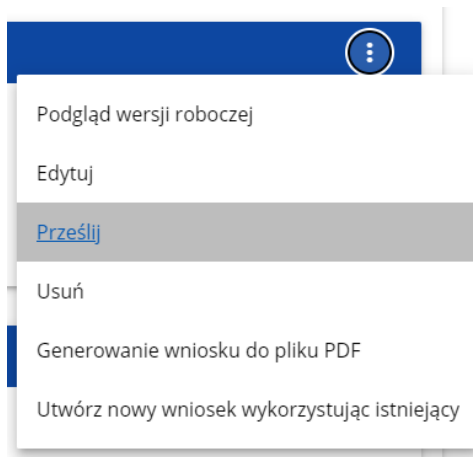 Podgląd wersji roboczej
Edytuj
Prześlij
Usuń
Generowanie wniosku do pliku PDF
Utwórz nowy wniosek wykorzystując istniejący